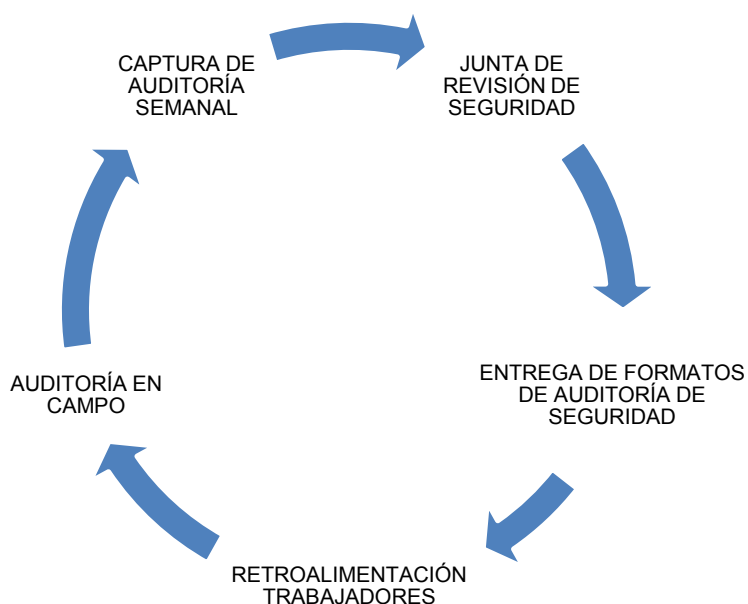 CAPTURA DE
AUDITORÍA
SEMANAL
JUNTA DE
REVISIÓN DE
SEGURIDAD
ENTREGA DE FORMATOS
DE AUDITORÍA DE
SEGURIDAD
RETROALIMENTACIÓN
TRABAJADORES
AUDITORÍA EN
CAMPO